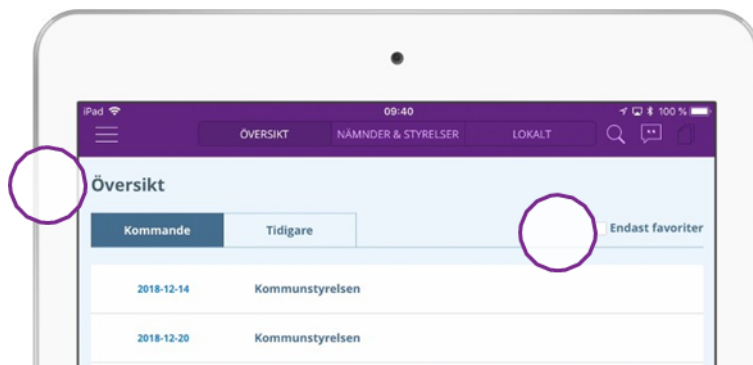 iPad 09:40 100 %
ÖVERSIKT NÄMNDER & STYRELSER LOKALT
Översikt
Kommande Tidigare Endast favoriter
2018-12-14 Kommunstyrelsen
2018-12-20 Kommunstyrelsen